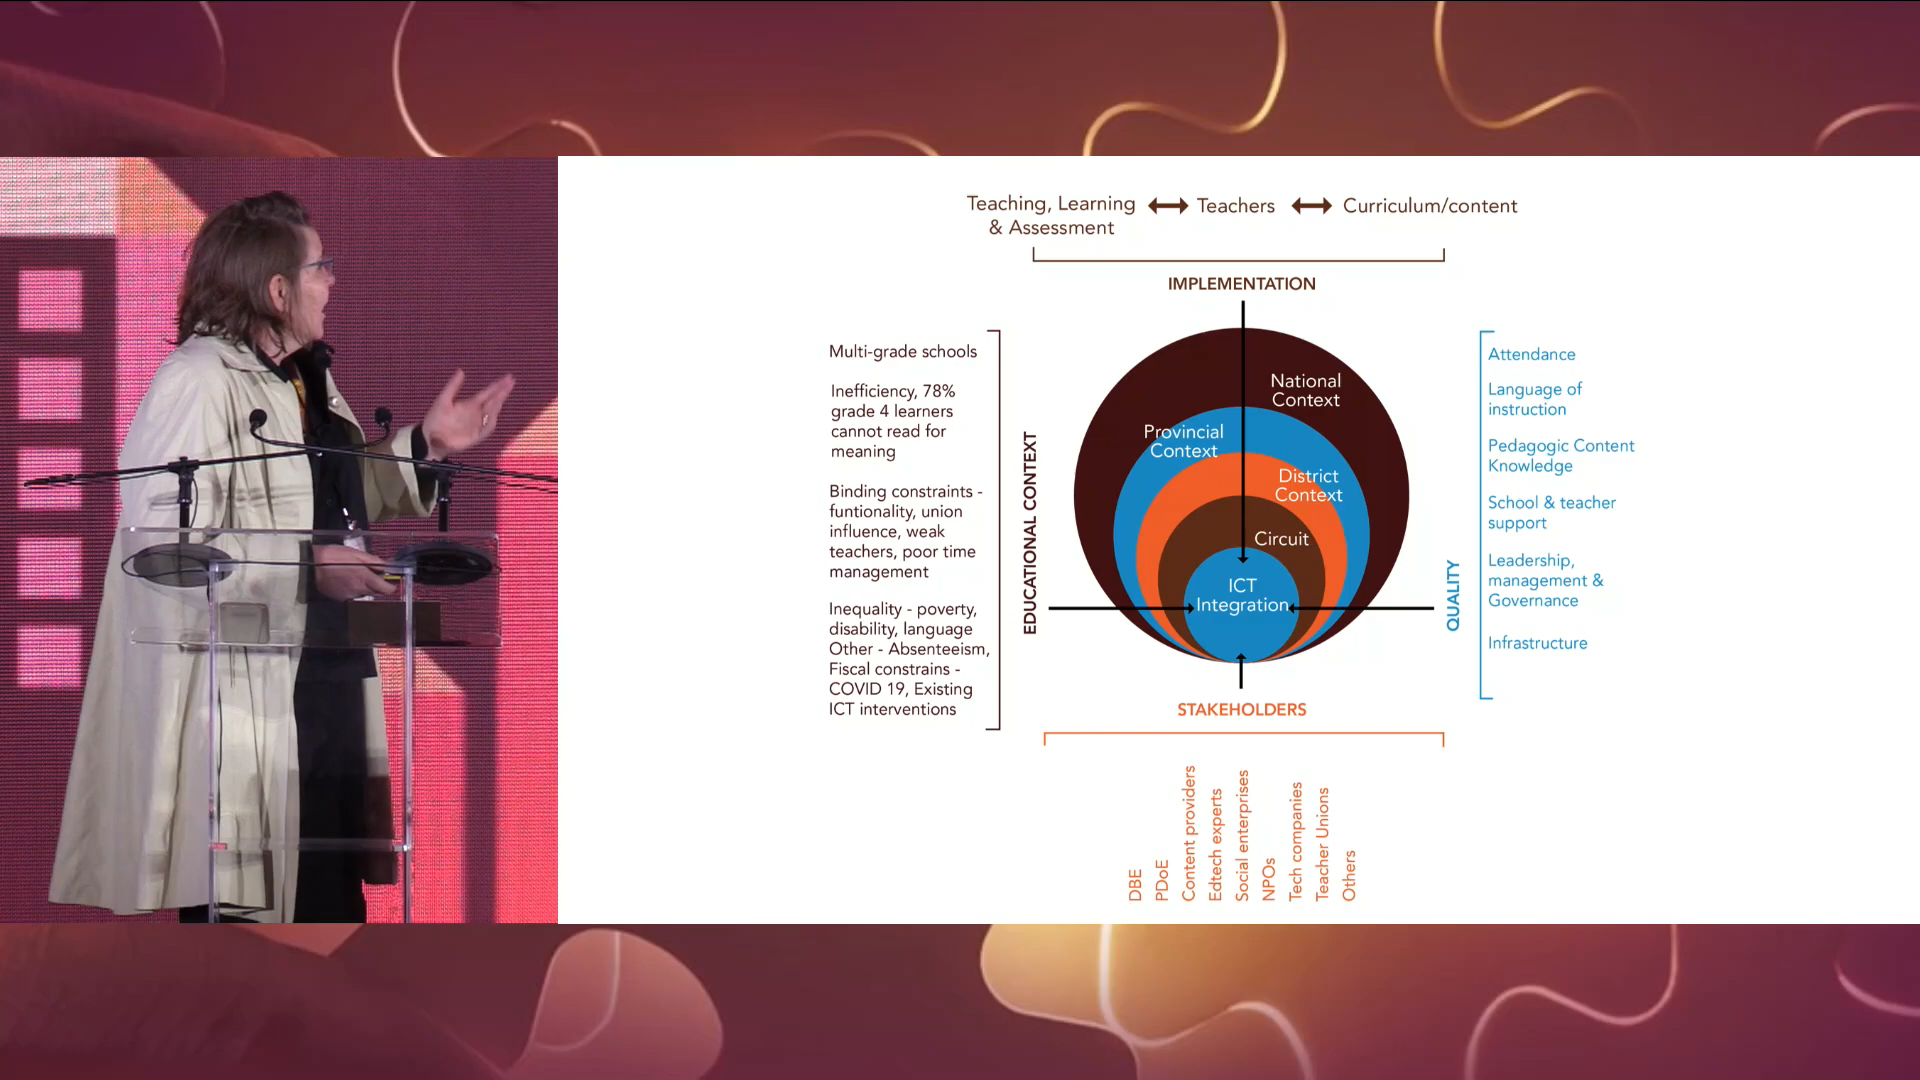 Teaching, Learning
& Assessment
Teachers
Curriculum/content
IMPLEMENTATION
Multi-grade schools
Inefficiency, 78%
grade 4 learners
cannot read for
meaning
Binding constraints -
funtionality, union
influence, weak
teachers, poor time
management
Inequality - poverty,
disability, language
Other - Absenteeism,
Fiscal constrains -
COVID 19, Existing
ICT interventions
EDUCATIONAL CONTEXT
National
Context
Provincial
Context
District
Context
Circuit
ICT
Integration
QUALITY
Attendance
Language of
instruction
Pedagogic Content
Knowledge
School & teacher
support
Leadership,
management &
Governance
Infrastructure
STAKEHOLDERS
DBE
PDoE
Content providers
Edtech experts
Social enterprises
NPOs
Tech companies
Teacher Unions
Others